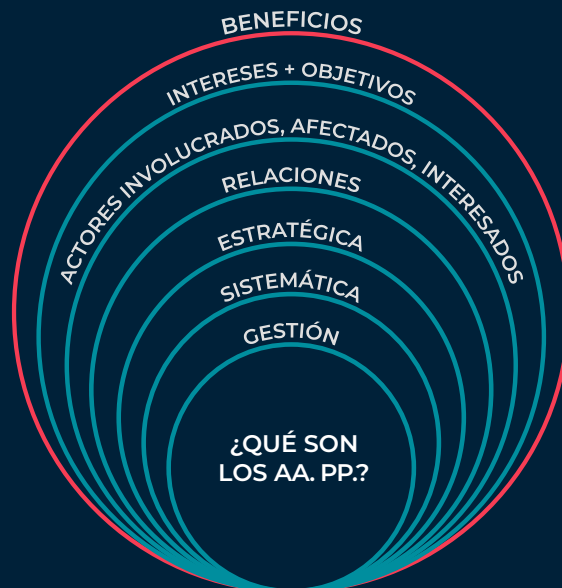 BENEFICIOS
INTERESES + OBJETIVOS
ACTORES INVOLUCRADOS, AFECTADOS, INTERESADOS
RELACIONES
ESTRATÉGICA
SISTEMÁTICA
GESTIÓN
¿QUÉ SON
LOS AA. PP.?